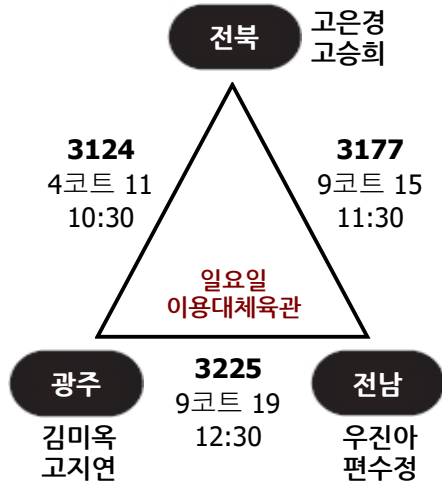 전북
고은경
고승희
3124
4코트 11
10:30
3177
9코트 15
11:30
일요일
이용대체육관
광주
김미옥
고지연
3225
9코트 19
12:30
전남
우진아
편수정